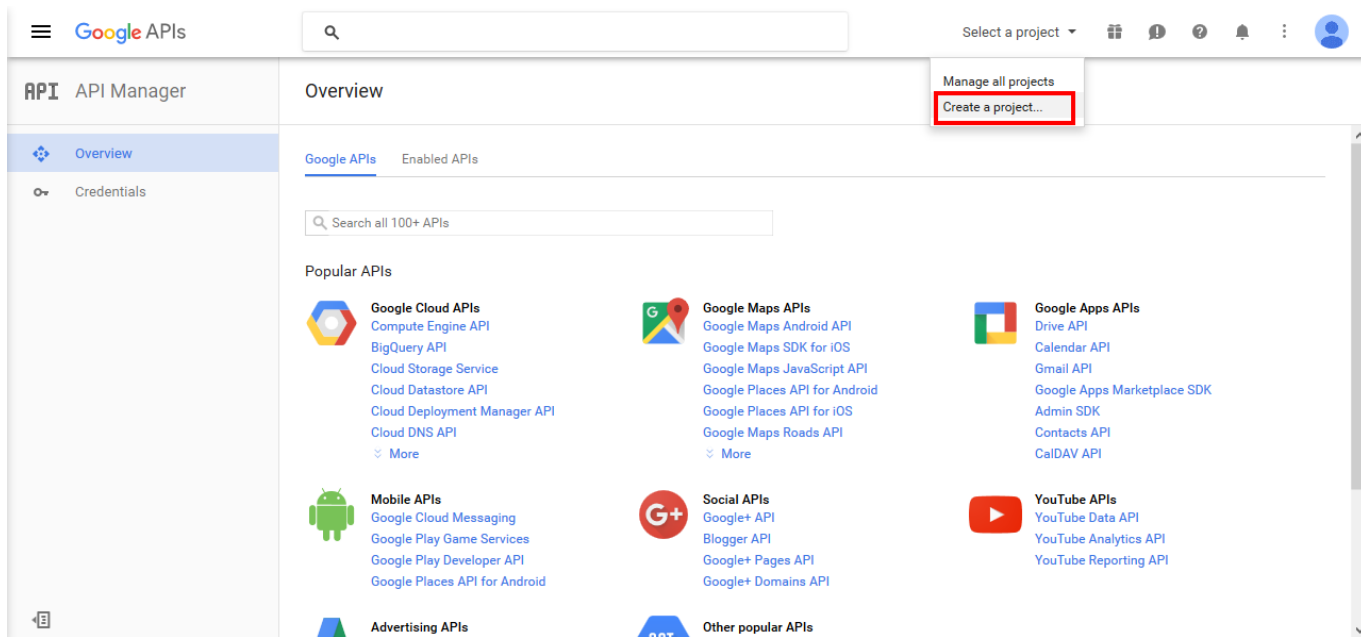 Google APIs
Select a project
Manage all projects
Create a project...
API API Manager
Overview
Overview
Credentials
Google APIs Enabled APIs
Search all 100+ APIs
Popular APIs
Google Cloud APIs
Compute Engine API
BigQuery API
Cloud Storage Service
Cloud Datastore API
Cloud Deployment Manager API
Cloud DNS API
More
Google Maps APIs
Google Maps Android API
Google Maps SDK for iOS
Google Maps JavaScript API
Google Places API for Android
Google Places API for iOS
Google Maps Roads API
More
Google Apps APIs
Drive API
Calendar API
Gmail API
Google Apps Marketplace SDK
Admin SDK
Contacts API
CalDAV API
Mobile APIs
Google Cloud Messaging
Google Play Game Services
Google Play Developer API
Google Places API for Android
G+
Social APIs
Google+ API
Blogger API
Google+ Pages API
Google+ Domains API
YouTube APIs
YouTube Data API
YouTube Analytics API
YouTube Reporting API
Advertising APIs
Other popular APIs